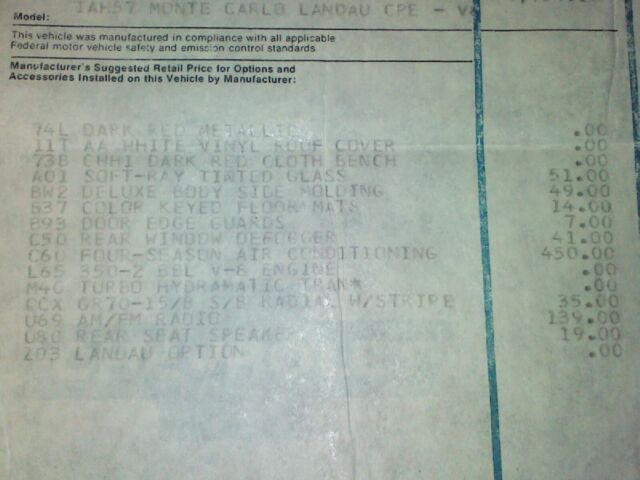 1AH57 MONTE CARLO LANDAU CPE - V
Model:
This vehicle was manufactured in compliance with all applicable
Federal motor vehicle safety and emission control standards
Manufacturer's Suggested Retail Price for Options and
Accessories Installed on this Vehicle by Manufacturer:
74L DARK RED METALLIC .00
11T AA WHITE VINYL ROOF COVER .00
73B CHH1 DARK RED CLOTH BENCH .00
A01 SOFT-RAY TINTED GLASS 51.00
BW2 DELUXE BODY SIDE MOLDING 49.00
B37 COLOR KEYED FLOOR MATS 14.00
B93 DOOR EDGE GUARDS 7.00
C50 REAR WINDOW DEFOGGER 41.00
C60 FOUR-SEASON AIR CONDITIONING 450.00
L65 350-2 BBL V-8 ENGINE .00
M40 TURBO HYDRAMATIC TRAN* .00
CCX GR70-15/B S/B RADIAL W/STRIPE 35.00
U69 AM/FM RADIO 139.00
U80 REAR SEAT SPEAKE 19.00
Z03 LANDAU OPTION .00